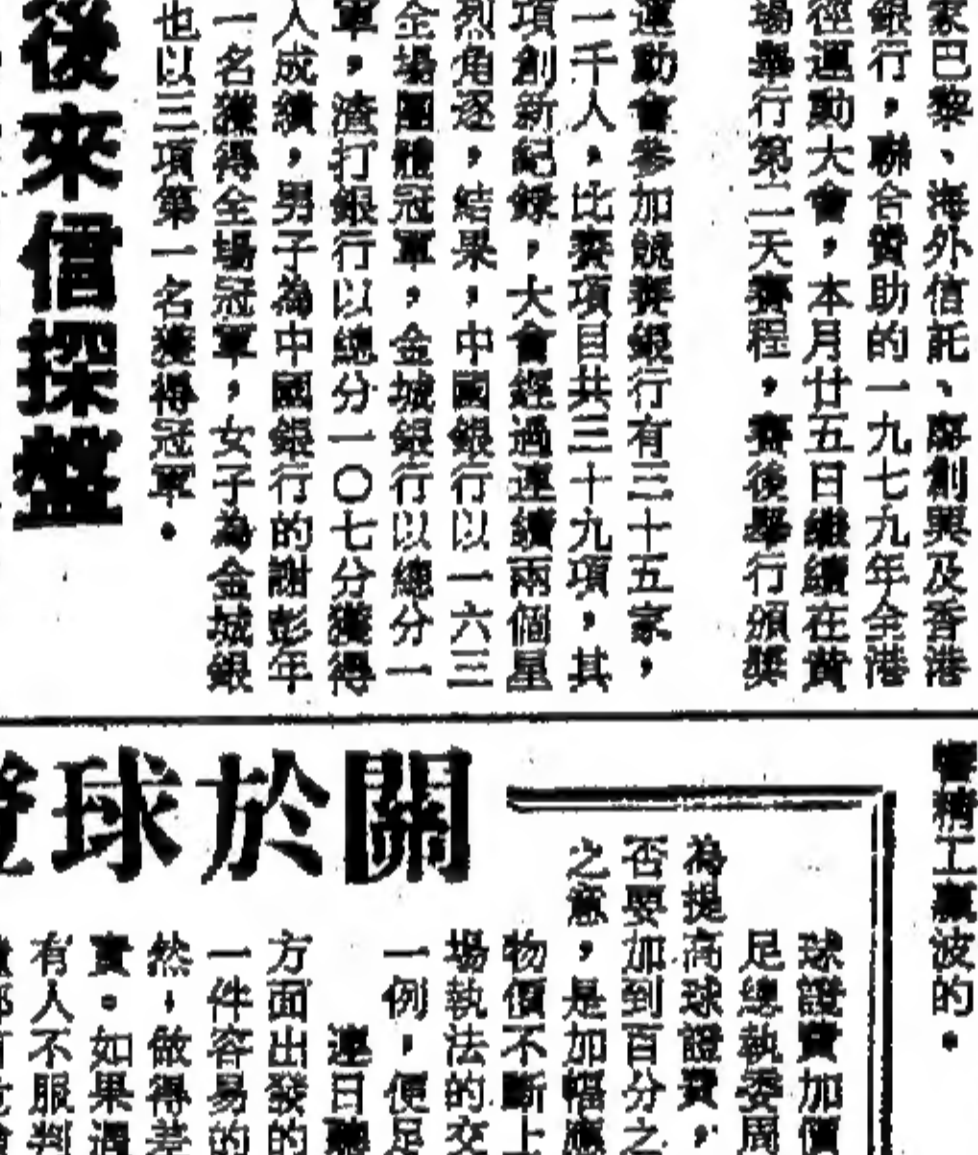 家巴黎、海外信託、廖創興及香港
銀行，聯合贊助的一九七九年全港
徑運動大會，本月廿五日繼續在黃
場舉行第二天賽程，賽後舉行頒獎
運動會參加競賽銀行有三十五家，
一千人，比賽項目共三十九項，其
項創新紀錄，大會經過連續兩個星
烈角逐，結果，中國銀行以一六三
全場團體冠軍，金城銀行以總分一
軍，渣打銀行以總分一〇七分獲得
人成績，男子為中國銀行的謝彭年
一名獲得全場冠軍，女子為金城銀
也以三項第一名獲得冠軍。
後來信探盤
工廠波的。
關於球證
球證費加價
足總執委周
為提高球證費，
否要加到百分之
之意，是加幅應
物價不斷上
場執法的交
一例，便足
連日聽
方面出發的
一件容易的
然，做得差
實。如果遇
有人不服判